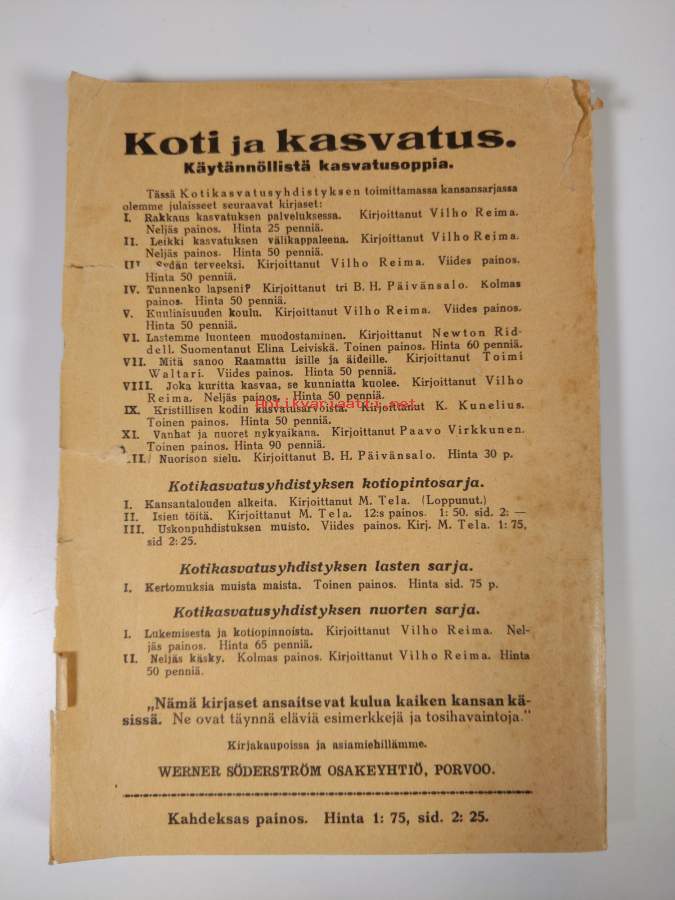 Koti ja kasvatus.
Käytännöllistä kasvatusoppia.
Tässä Kotikasvatusyhdistyksen toimittamassa kansansarjassa
olemme julaisseet seuraavat kirjaset:
I. Rakkaus kasvatuksen palveluksessa. Kirjoittanut Vilho Reima.
Neljäs painos. Hinta 25 penniä.
II. Leikki kasvatuksen välikappaleena. Kirjoittanut Vilho Reima.
Neljäs painos. Hinta 50 penniä.
III. Sydän terveeksi. Kirjoittanut Vilho Reima. Viides painos.
Hinta 50 penniä.
IV. Tunnenko lapseni? Kirjoittanut tri B. H. Päivänsalo. Kolmas
painos. Hinta 50 penniä.
V. Kuuliaisuuden koulu. Kirjoittanut Vilho Reima. Viides painos.
Hinta 50 penniä.
VI. Lastemme luonteen muodostaminen. Kirjoittanut Newton Rid-
dell. Suomentanut Elina Leiviskä. Toinen painos. Hinta 60 penniä.
VII. Mitä sanoo Raamattu isille ja äideille. Kirjoittanut Toimi
Waltari. Viides painos. Hinta 50 penniä.
VIII. Joka kuritta kasvaa, se kunniatta kuolee. Kirjoittanut Vilho
Reima. Neljäs painos. Hinta 50 penniä.
Hotikvariaatti.net
IX. Kristillisen kodin kasvatusarvoista. Kirjoittanut K. Kunelius.
Toinen painos. Hinta 50 penniä.
XI. Vanhat ja nuoret nykyaikana. Kirjoittanut Paavo Virkkunen.
Toinen painos. Hinta 90 penniä.
XII. Nuorison sielu. Kirjoittanut B. H. Päivänsalo. Hinta 30 p.
Kotikasvatusyhdistyksen kotiopintosarja.
I. Kansantalouden alkeita. Kirjoittanut M. Tela. (Loppunut.)
II. Isien töitä. Kirjoittanut M. Tela. 12:s painos. 1: 50. sid. 2: —
III. Uskonpuhdistuksen muisto. Viides painos. Kirj. M. Tela. 1: 75,
sid 2: 25.
Kotikasvatusyhdistyksen lasten sarja.
I. Kertomuksia muista maista. Toinen painos. Hinta sid. 75 p.
Kotikasvatusyhdistyksen nuorten sarja.
I. Lukemisesta ja kotiopinnoista. Kirjoittanut Vilho Reima. Nel-
jäs painos. Hinta 65 penniä.
II. Neljäs käsky. Kolmas painos. Kirjoittanut Vilho Reima. Hinta
50 penniä.
„Nämä kirjaset ansaitsevat kulua kaiken kansan kä-
sissä. Ne ovat täynnä eläviä esimerkkejä ja tosihavaintoja."
Kirjakaupoissa ja asiamiehillämme.
WERNER SÖDERSTRÖM OSAKEYHTIÖ, PORVOO.
Kahdeksas painos. Hinta 1: 75, sid. 2: 25.